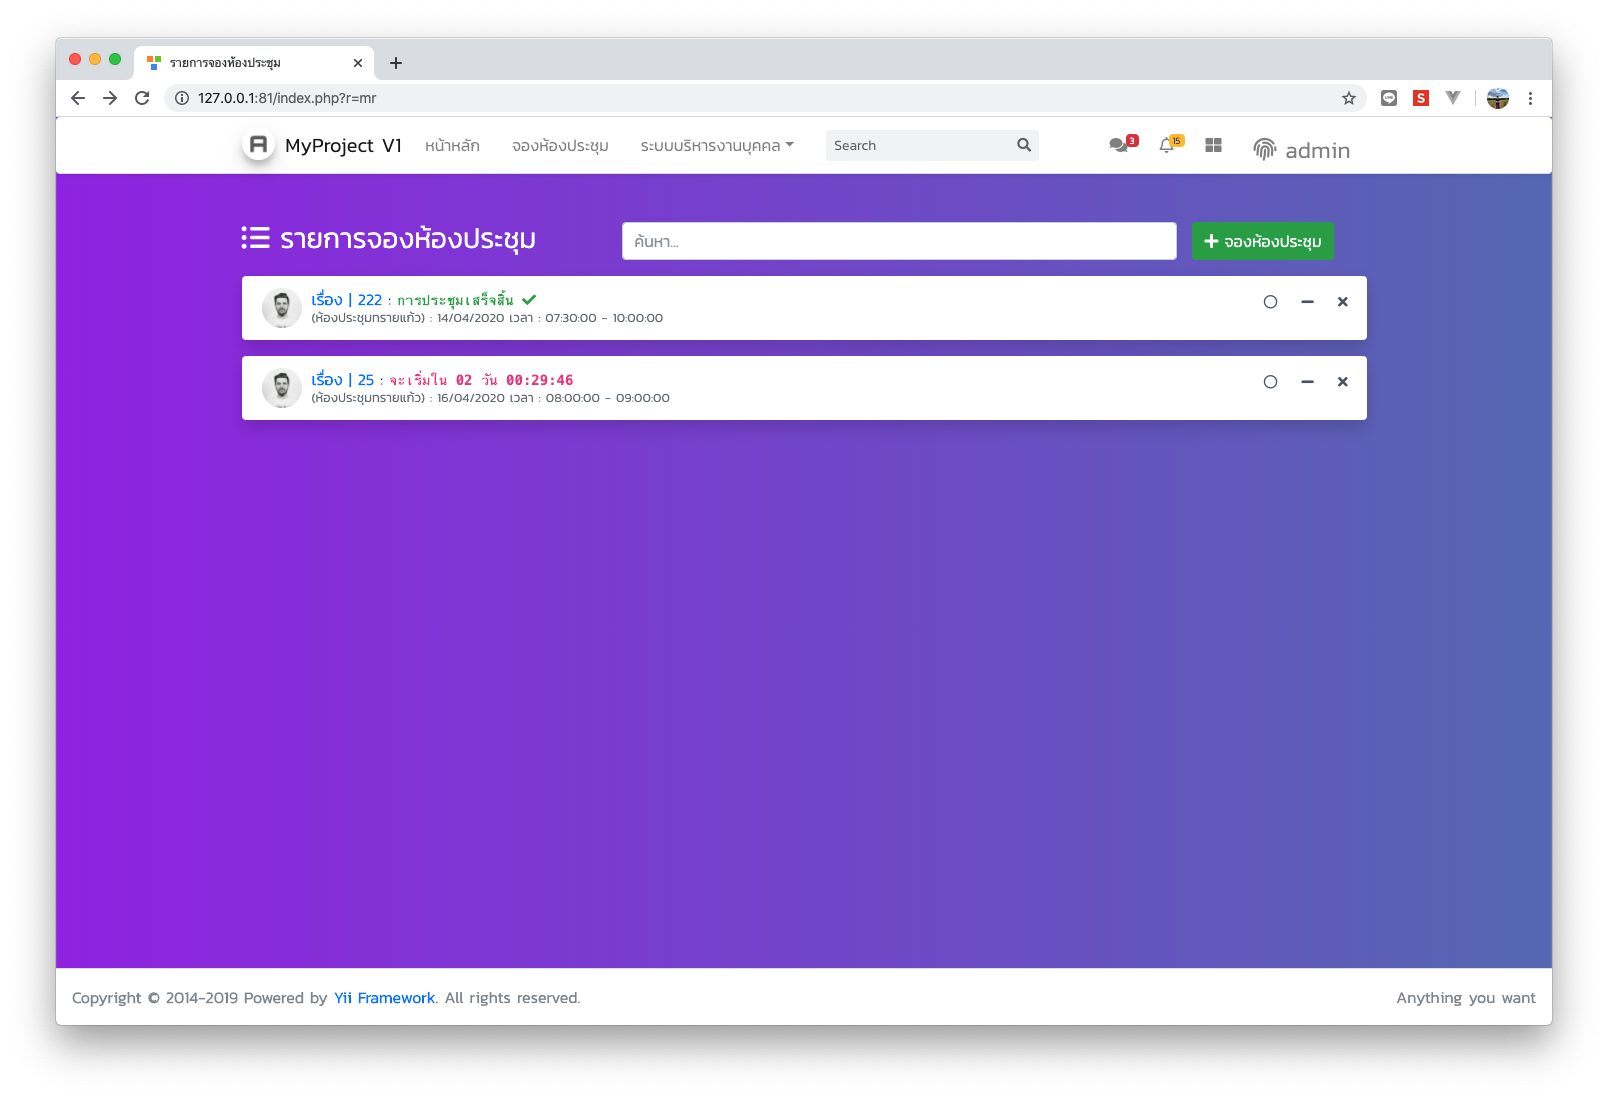 รายการจองห้องประชุม
127.0.0.1:81/index.php?r=mr
MyProject V1 หน้าหลัก จองห้องประชุม ระบบบริหารงานบุคคล Search 3 15 admin
รายการจองห้องประชุม ค้นหา... จองห้องประชุม
เรื่อง | 222 : การประชุมเสร็จสิ้น
(ห้องประชุมทรายแก้ว) : 14/04/2020 เวลา : 07:30:00 - 10:00:00
เรื่อง | 25 : จะเริ่มใน 02 วัน 00:29:46
(ห้องประชุมทรายแก้ว) : 16/04/2020 เวลา : 08:00:00 - 09:00:00
Copyright © 2014-2019 Powered by Yii Framework. All rights reserved. Anything you want